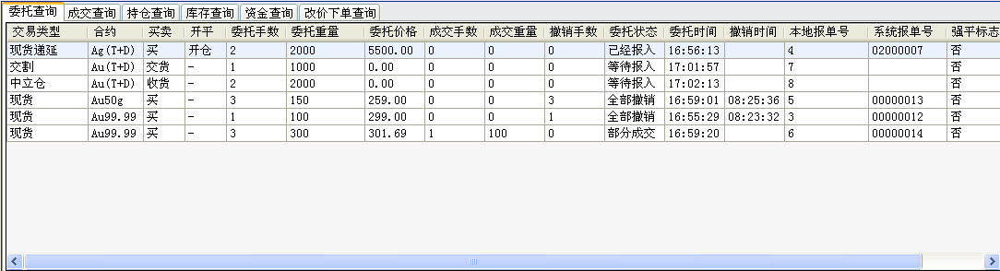 委托查询 成交查询 持仓查询 库存查询 资金查询 改价下单查询
交易类型 合约 买卖 开平 委托手数 委托重量 委托价格 成交手数 成交重量 撤销手数 委托状态 委托时间 撤销时间 本地报单号 系统报单号 强平标志
现货递延 Ag(T+D) 买 开仓 2 2000 5500.00 0 0 0 已经报入 16:56:13 4 02000007 否
交割 Au(T+D) 交货 - 1 1000 0.00 0 0 0 等待报入 17:01:57 7 否
中立仓 Au(T+D) 收货 - 2 2000 0.00 0 0 0 等待报入 17:02:13 8 否
现货 Au50g 买 - 3 150 259.00 0 0 3 全部撤销 16:59:01 08:25:36 5 00000013 否
现货 Au99.99 买 - 1 100 299.00 0 0 1 全部撤销 16:55:29 08:23:32 3 00000012 否
现货 Au99.99 买 - 3 300 301.69 1 100 0 部分成交 16:59:20 6 00000014 否